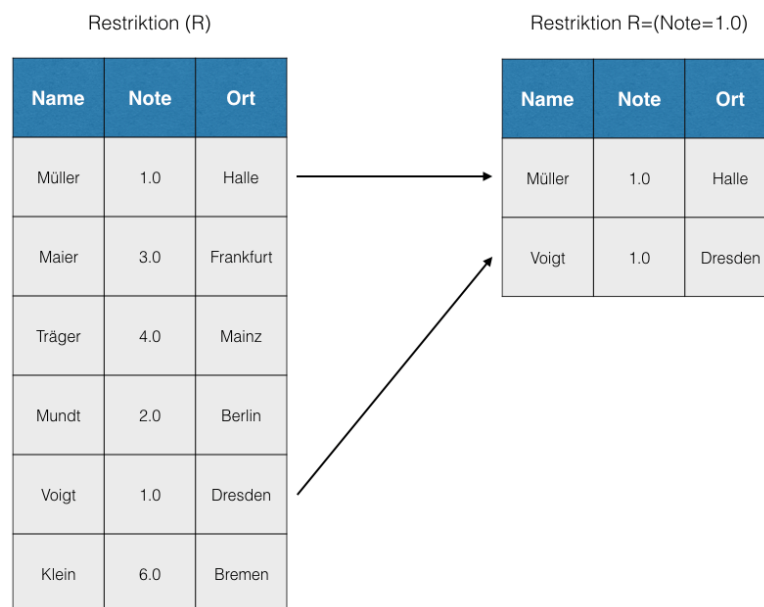 Restriktion (R)
Name Note Ort
Müller 1.0 Halle
Maier 3.0 Frankfurt
Träger 4.0 Mainz
Mundt 2.0 Berlin
Voigt 1.0 Dresden
Klein 6.0 Bremen
Restriktion R=(Note=1.0)
Name Note Ort
Müller 1.0 Halle
Voigt 1.0 Dresden